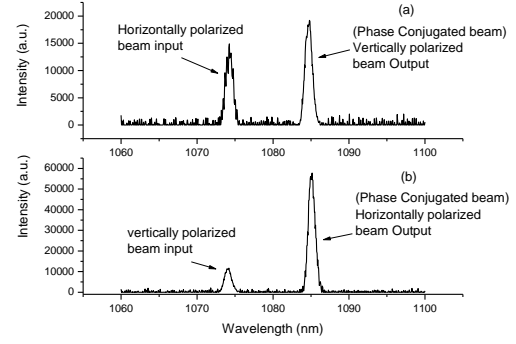 (a)
Horizontally polarized
beam input
(Phase Conjugated beam)
Vertically polarized
beam Output
Intensity (a.u.)
20000
15000
10000
5000
0
1060
1070
1080
1090
1100
(b)
(Phase Conjugated beam)
Horizontally polarized
beam Output
vertically polarized
beam input
Intensity (a.u.)
60000
50000
40000
30000
20000
10000
0
1060
1070
1080
1090
1100
Wavelength (nm)